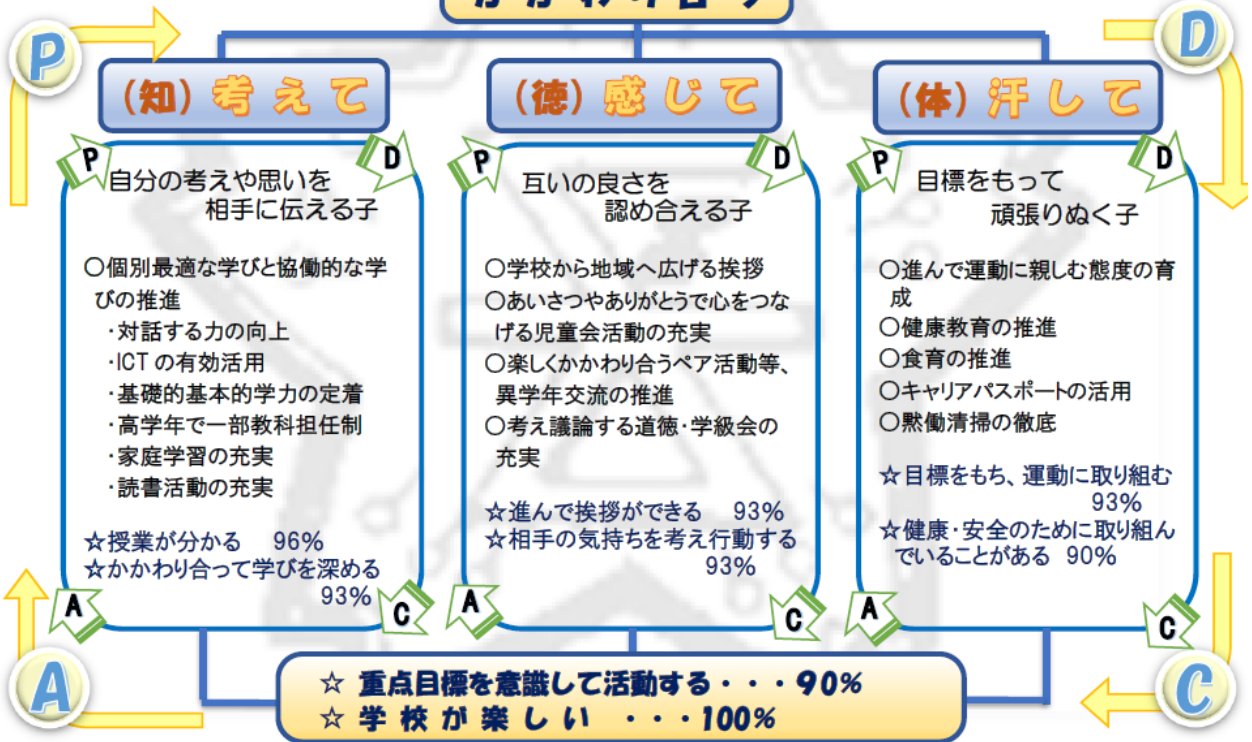 P
D
(知) 考えて
(徳) 感じて
(体) 汗して
P
D
自分の考えや思いを
相手に伝える子
〇個別最適な学びと協働的な学
びの推進
・対話する力の向上
・ICT の有効活用
・基礎的基本的学力の定着
・高学年で一部教科担任制
・家庭学習の充実
・読書活動の充実
☆授業が分かる 96%
☆かかわり合って学びを深める
93%
A
C
P
D
互いの良さを
認め合える子
〇学校から地域へ広げる挨拶
〇あいさつやありがとうで心をつな
げる児童会活動の充実
〇楽しくかかわり合うペア活動等、
異学年交流の推進
〇考え議論する道徳・学級会の
充実
☆進んで挨拶ができる 93%
☆相手の気持ちを考え行動する
93%
A
C
P
D
目標をもって
頑張りぬく子
〇進んで運動に親しむ態度の育
成
〇健康教育の推進
〇食育の推進
〇キャリアパスポートの活用
〇黙働清掃の徹底
☆目標をもち、運動に取り組む
93%
☆健康・安全のために取り組ん
でいることがある 90%
A
C
A
C
☆ 重点目標を意識して活動する・・・90%
☆ 学 校 が 楽 し い ・・・100%